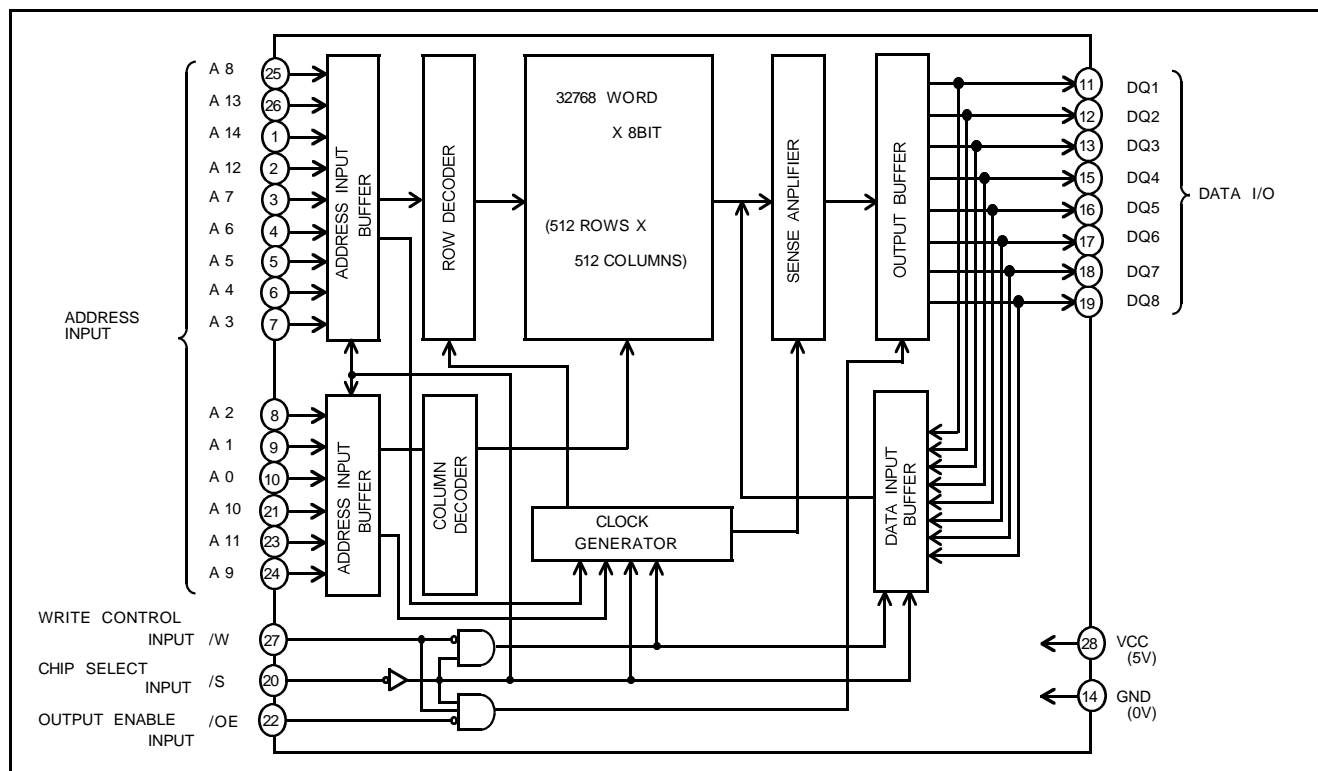 ADDRESS
INPUT
A 8 25
A 13 26
A 14 1
A 12 2
A 7 3
A 6 4
A 5 5
A 4 6
A 3 7
A 2 8
A 1 9
A 0 10
A 10 21
A 11 23
A 9 24
WRITE CONTROL
INPUT /W 27
CHIP SELECT
INPUT /S 20
OUTPUT ENABLE /OE 22
INPUT
ADDRESS INPUT
BUFFER
ROW DECODER
32768 WORD
X 8BIT
(512 ROWS X
512 COLUMNS)
SENSE ANPLIFIER
OUTPUT BUFFER
ADDRESS INPUT
BUFFER
COLUMN
DECODER
CLOCK
GENERATOR
DATA INPUT
BUFFER
11 DQ1
12 DQ2
13 DQ3
15 DQ4
16 DQ5
17 DQ6
18 DQ7
19 DQ8
DATA I/O
28 VCC
(5V)
14 GND
(0V)